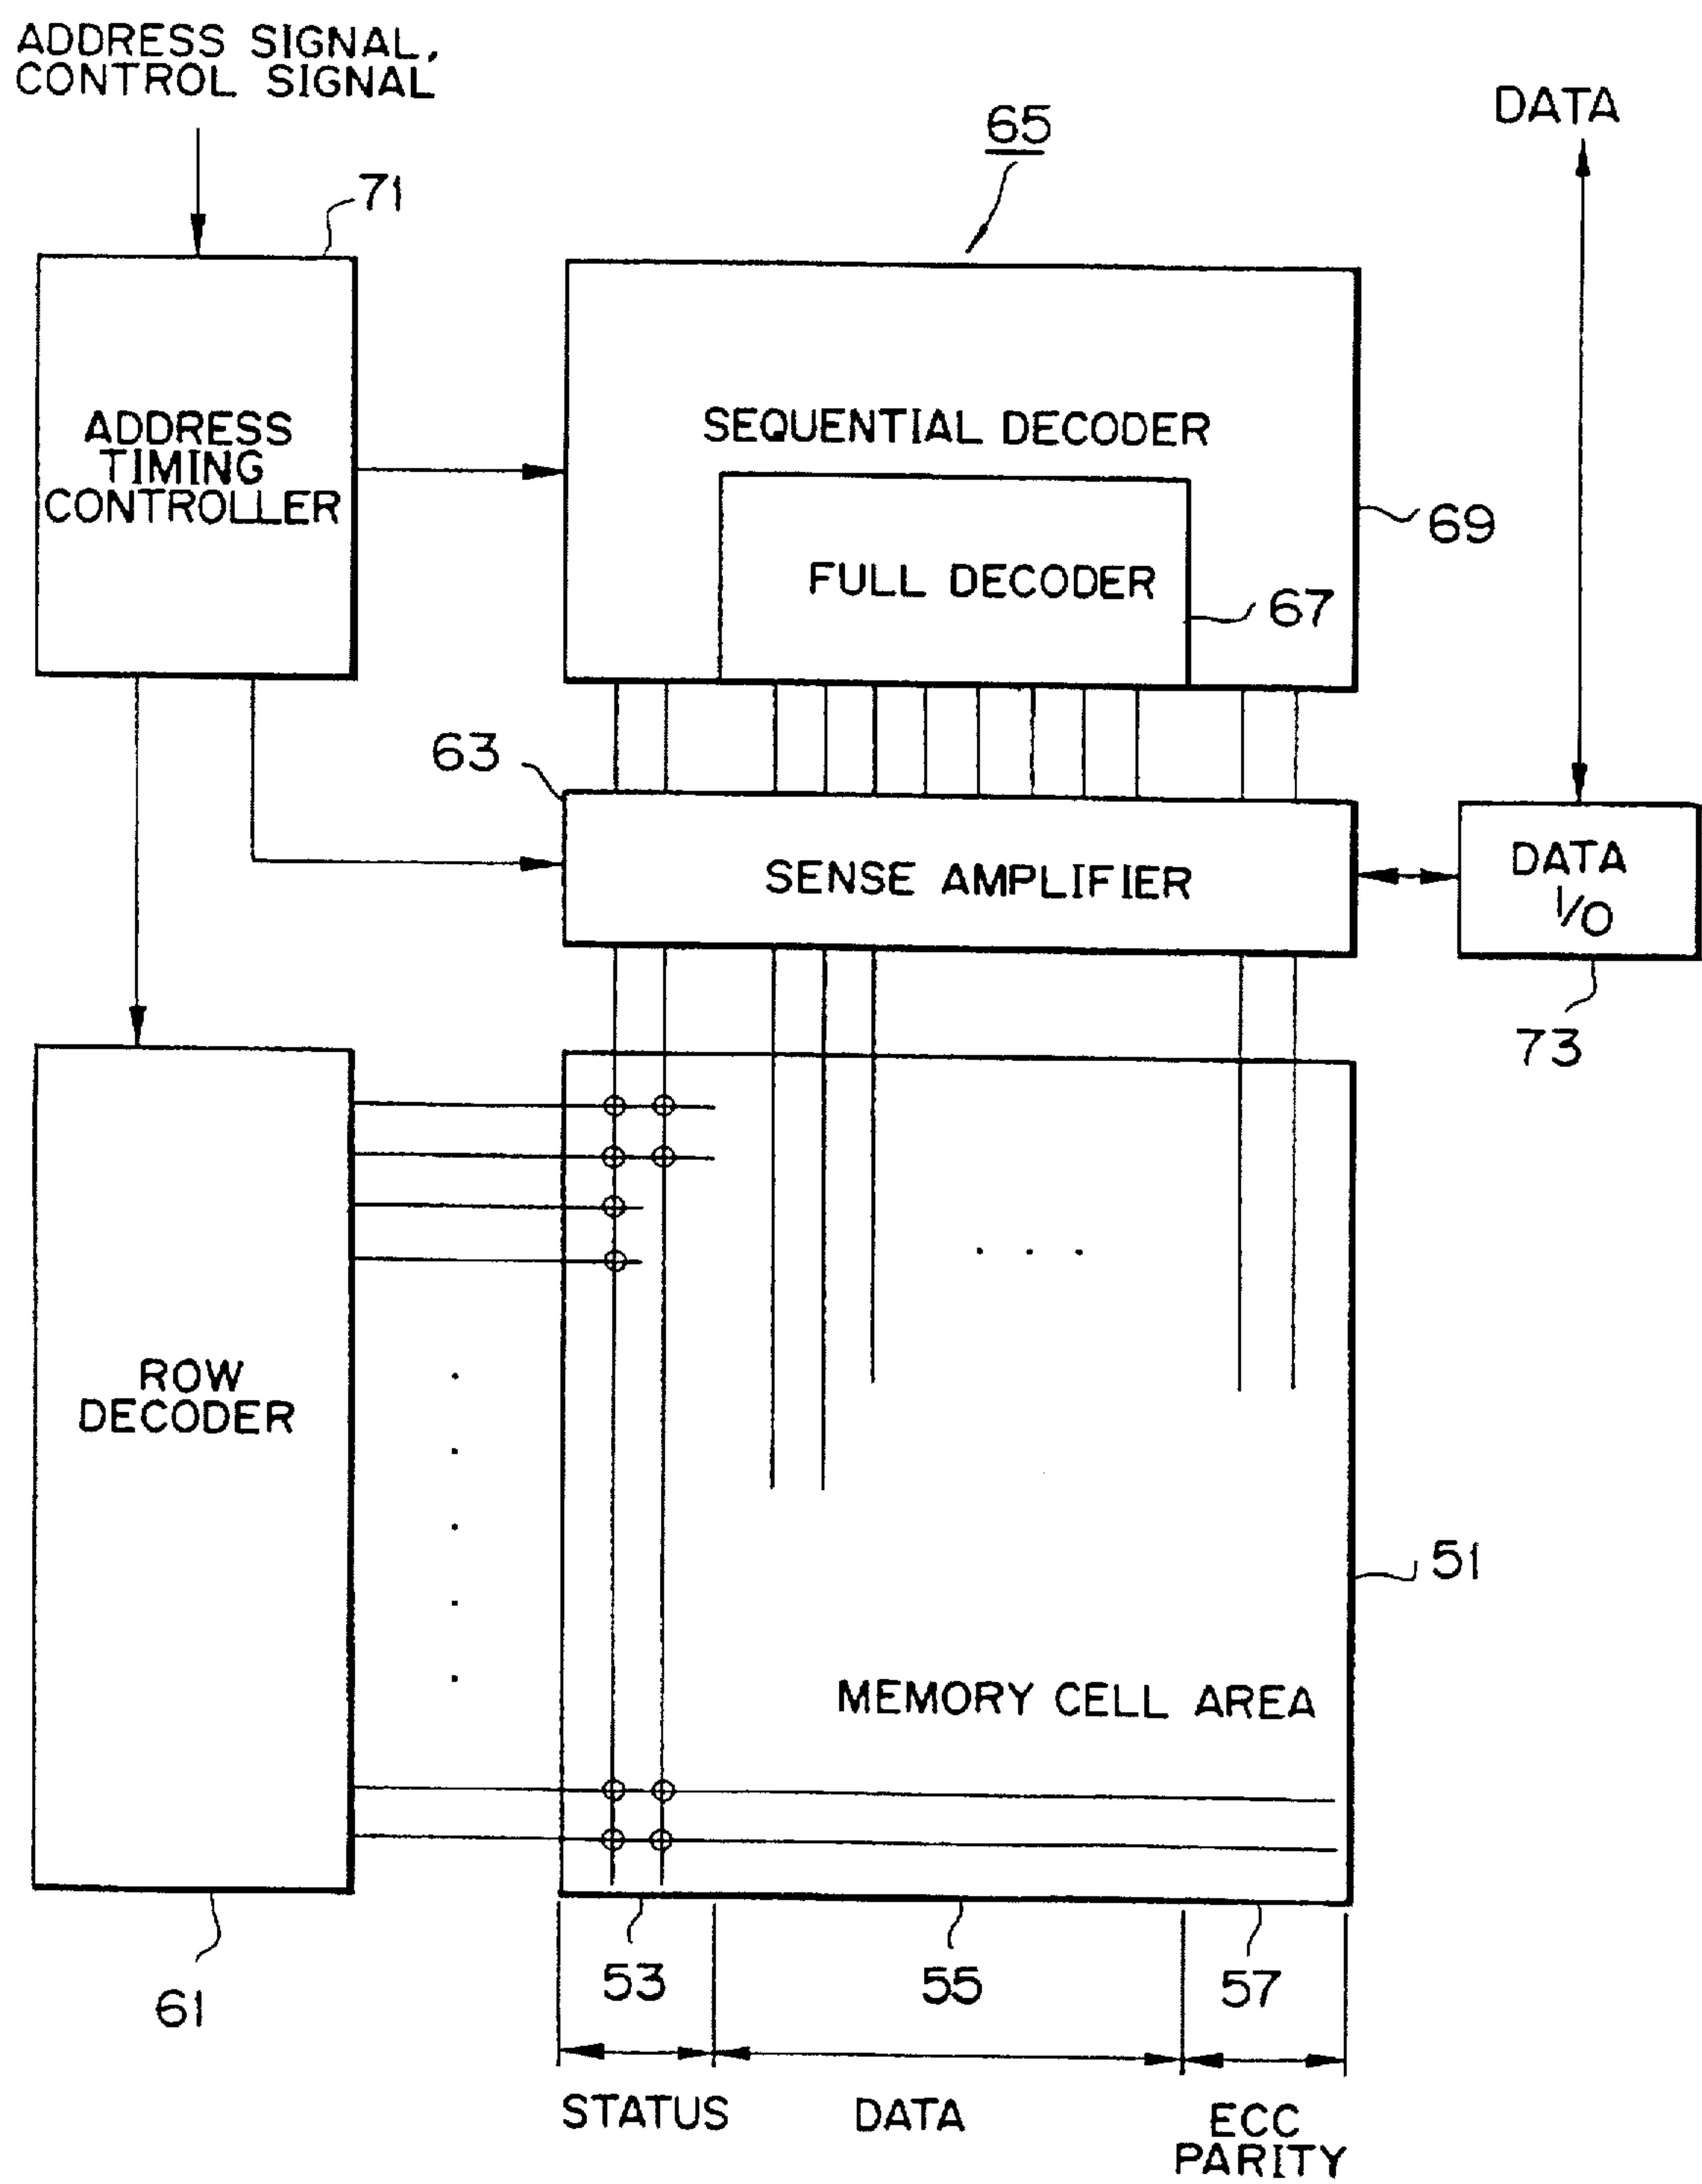 ADDRESS SIGNAL,
CONTROL SIGNAL
DATA
65
71
ADDRESS
TIMING
CONTROLLER
SEQUENTIAL DECODER
69
FULL DECODER
67
63
SENSE AMPLIFIER
DATA
I/O
73
ROW
DECODER
51
MEMORY CELL AREA
61
53
55
57
STATUS
DATA
ECC
PARITY